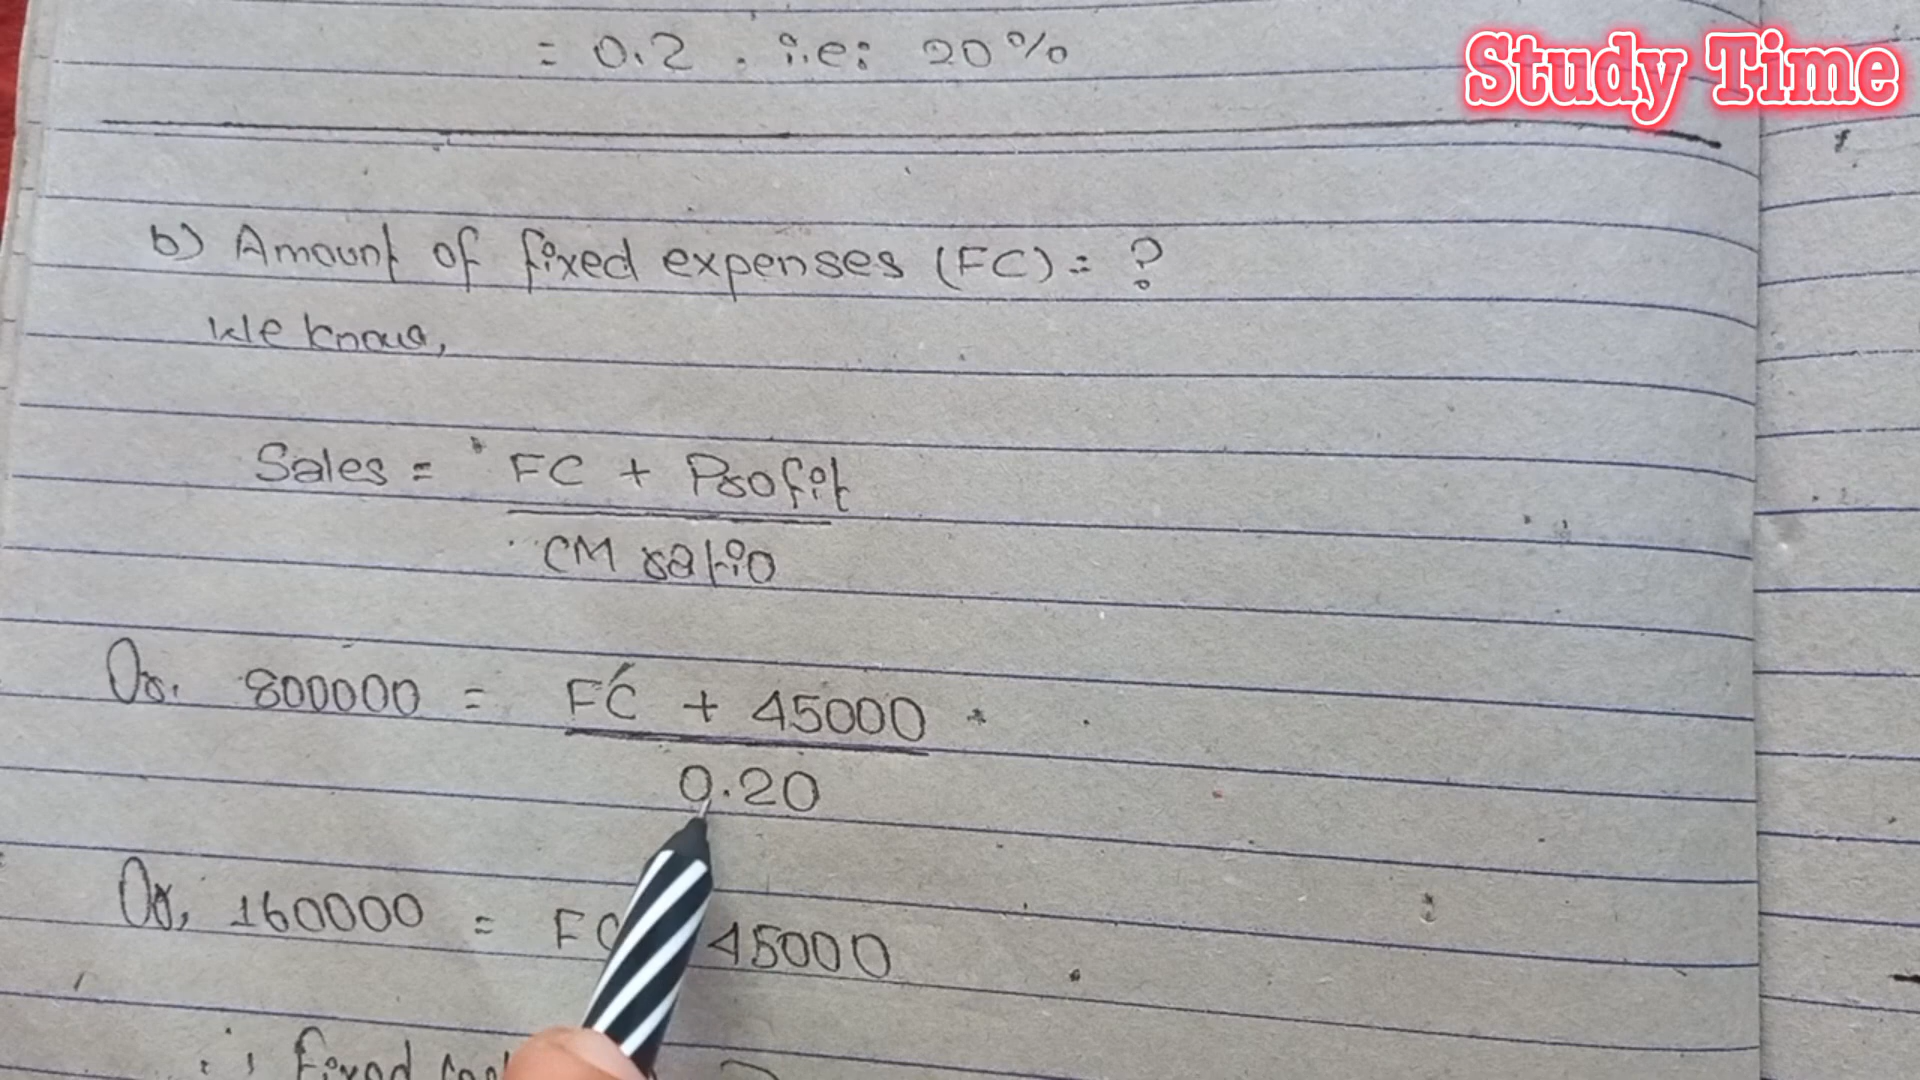 = 0.2 . i.e: 20%
Study Time
b) Amount of fixed expenses (FC) = ?
We know,
Sales = FC + Profit
CM ratio
Or. 800000 = FC + 45000
0.20
Or, 160000 = FC 45000
Fixed